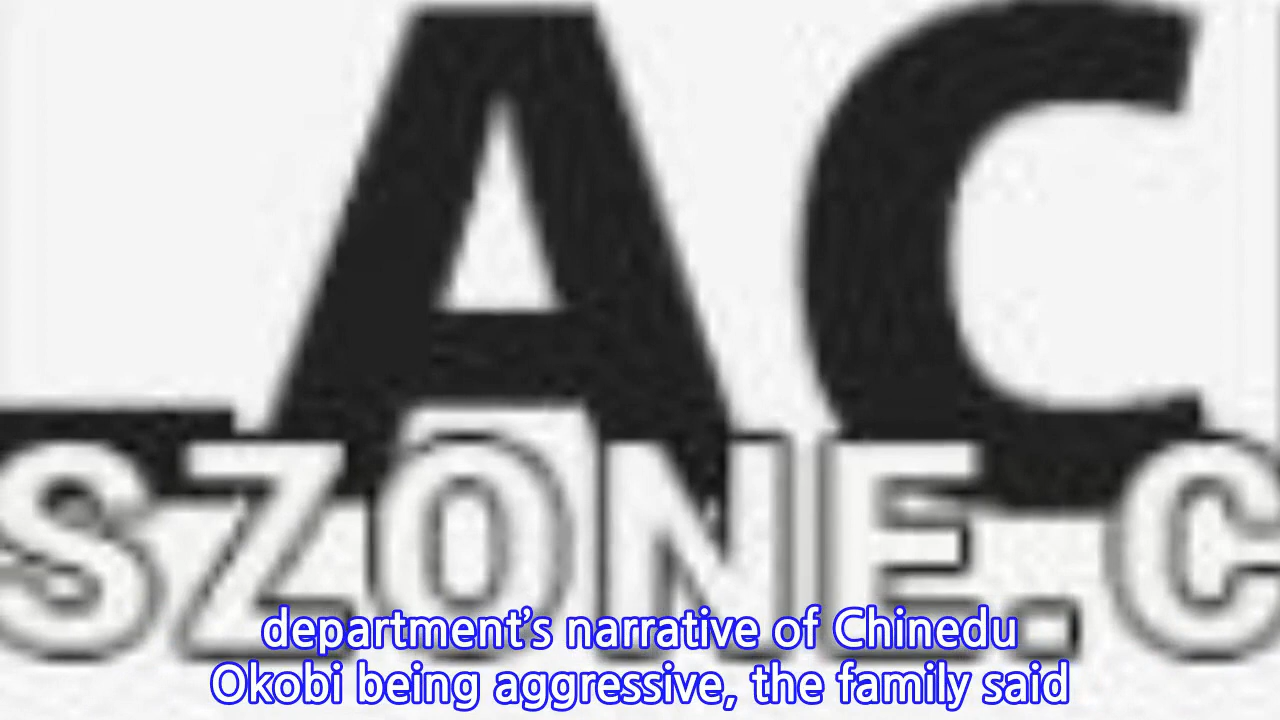 AC
SZONE.C
department’s narrative of Chinedu
Okobi being aggressive, the family said